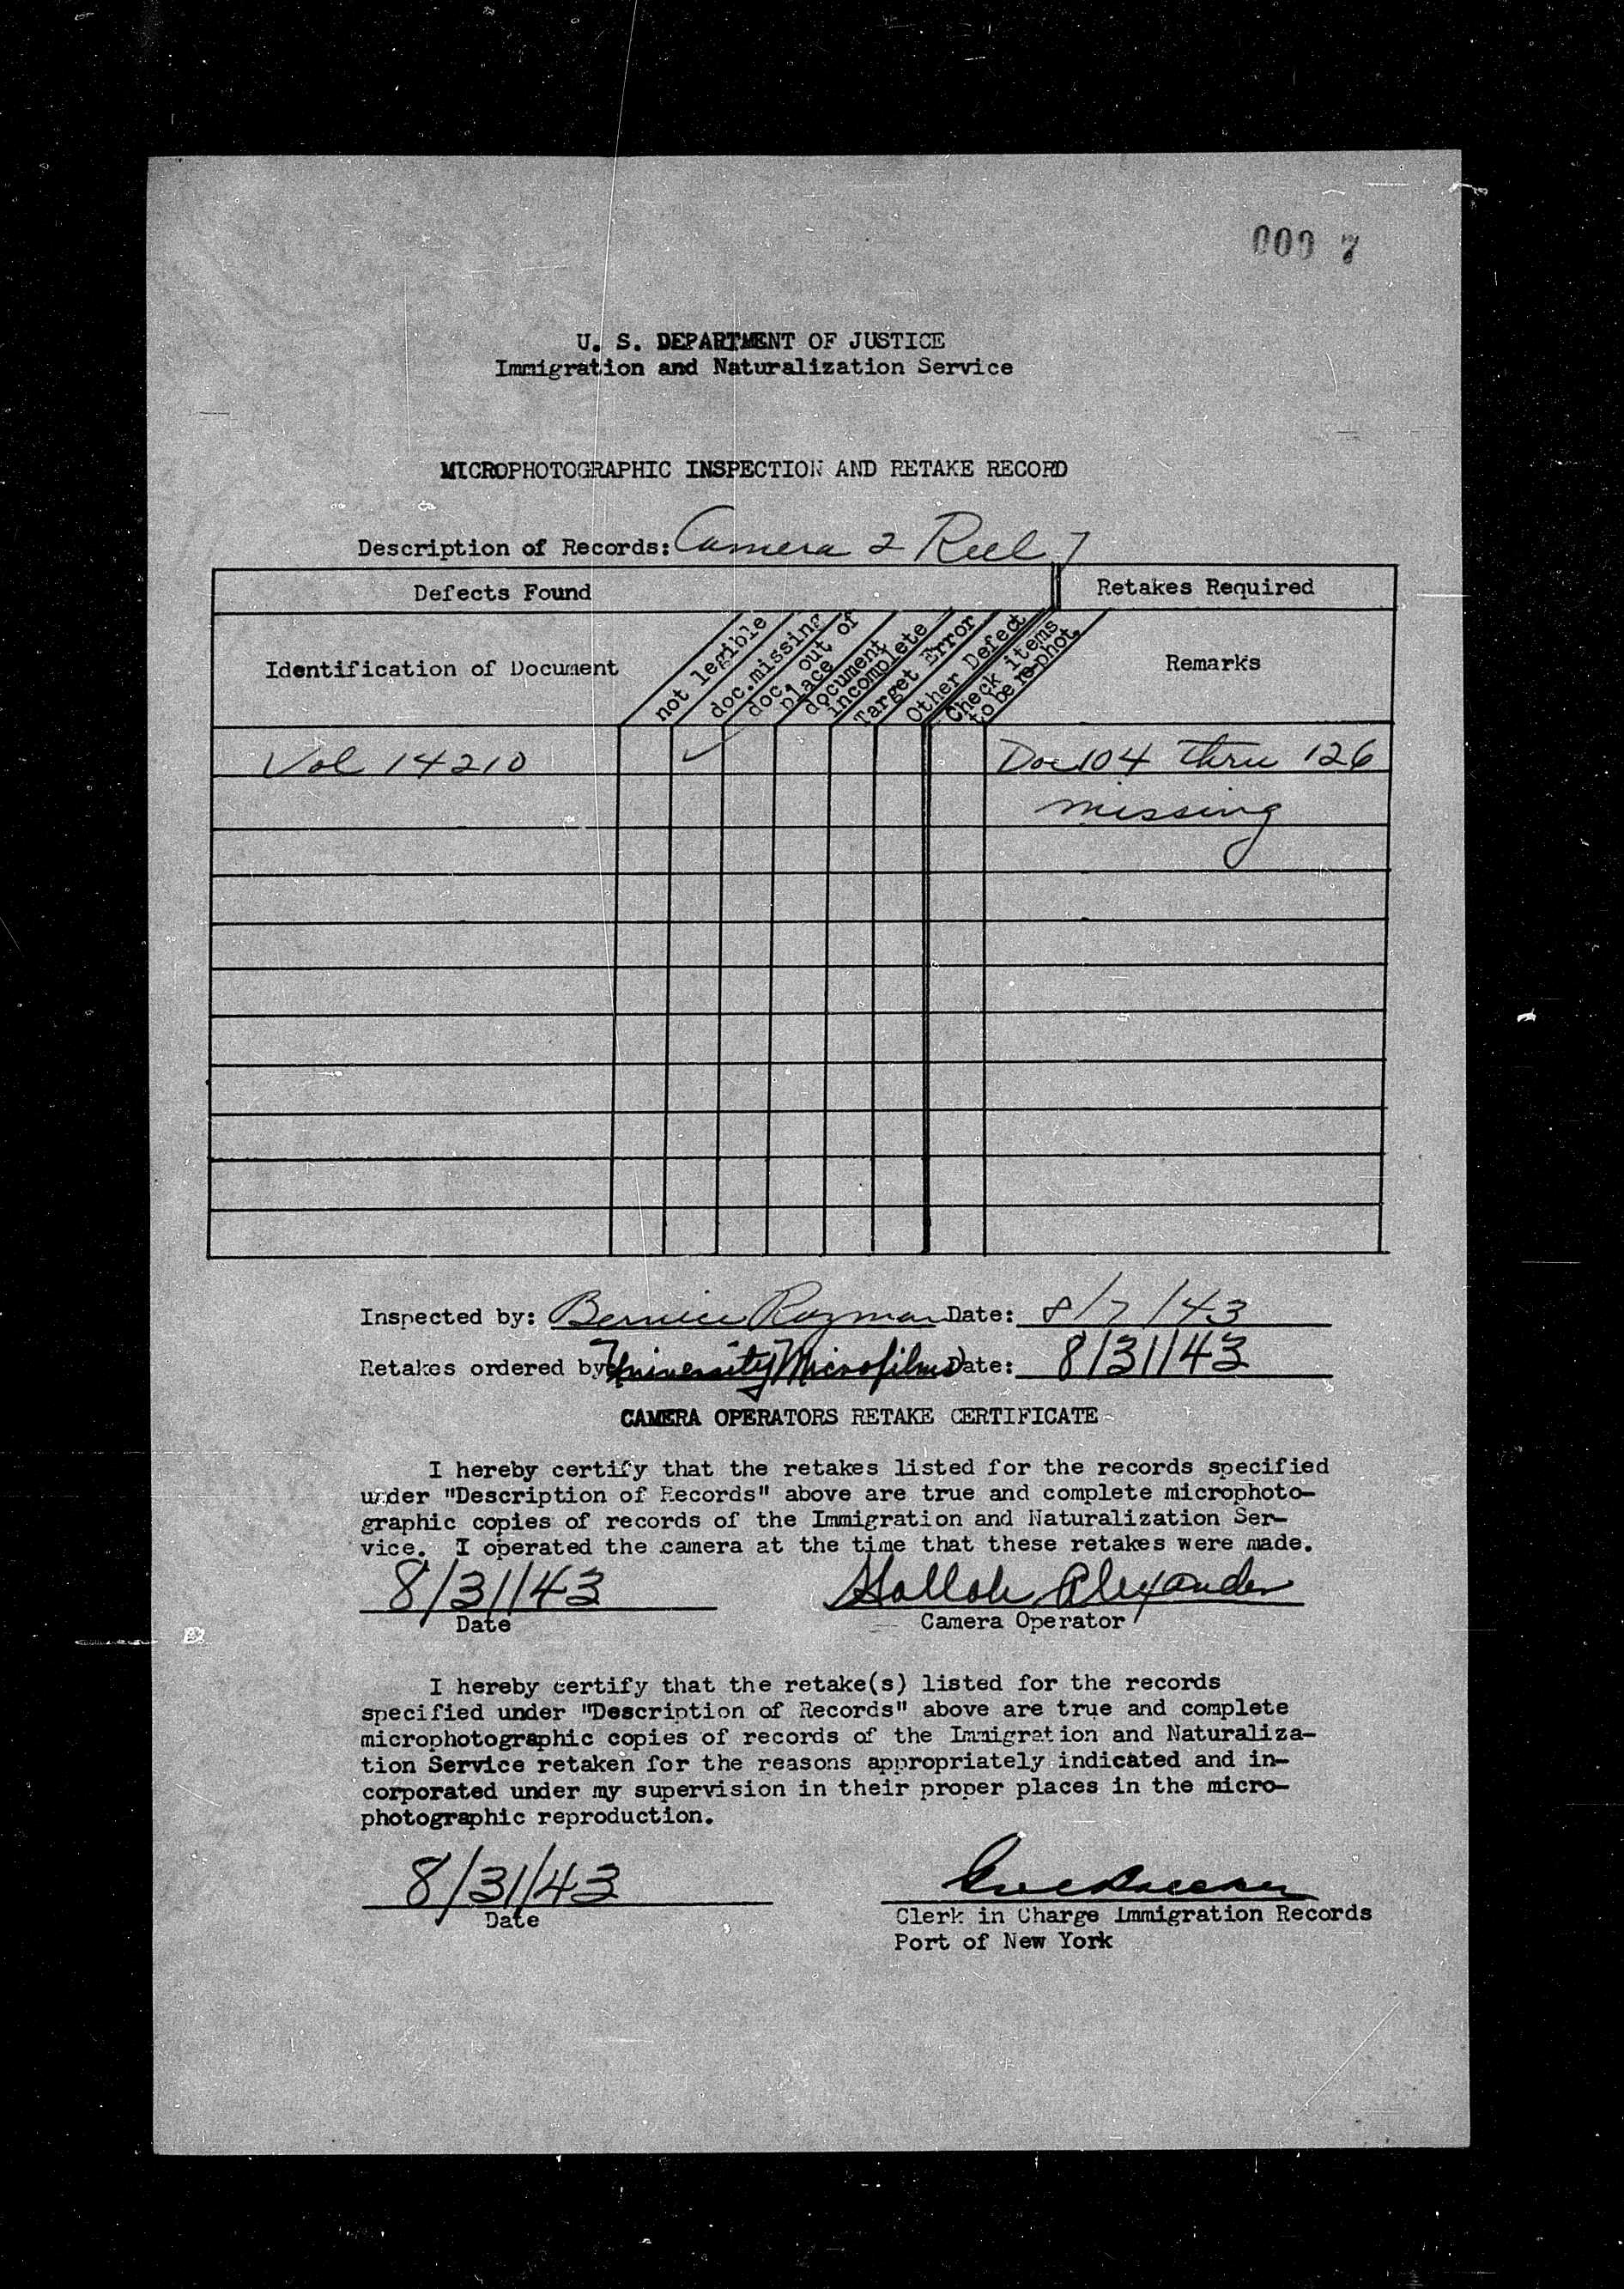 000 7
U. S. DEPARTMENT OF JUSTICE
Immigration and Naturalization Service
MICROPHOTOGRAPHIC INSPECTION AND RETAKE RECORD
Description of Records: Camera 2 Reel 7
Defects Found
Retakes Required
Identification of Document
not legible
doc.missing
doc. out of
place
document
incomplete
Target Error
Other Defect
Check items
to be re-phot.
Remarks
Vol 14210 ✓ Doc 104 thru 126
missing
Inspected by: Bernice Rozman Date: 8/7/43
Retakes ordered by: University Microfilms Date: 8/31/43
CAMERA OPERATORS RETAKE CERTIFICATE
I hereby certify that the retakes listed for the records specified
under "Description of Records" above are true and complete microphoto-
graphic copies of records of the Immigration and Naturalization Ser-
vice. I operated the camera at the time that these retakes were made.
8/31/43 Alexander
Date Camera Operator
I hereby certify that the retake(s) listed for the records
specified under "Description of Records" above are true and complete
microphotographic copies of records of the Immigration and Naturaliza-
tion Service retaken for the reasons appropriately indicated and in-
corporated under my supervision in their proper places in the micro-
photographic reproduction.
8/31/43
Date
Clerk in Charge Immigration Records
Port of New York